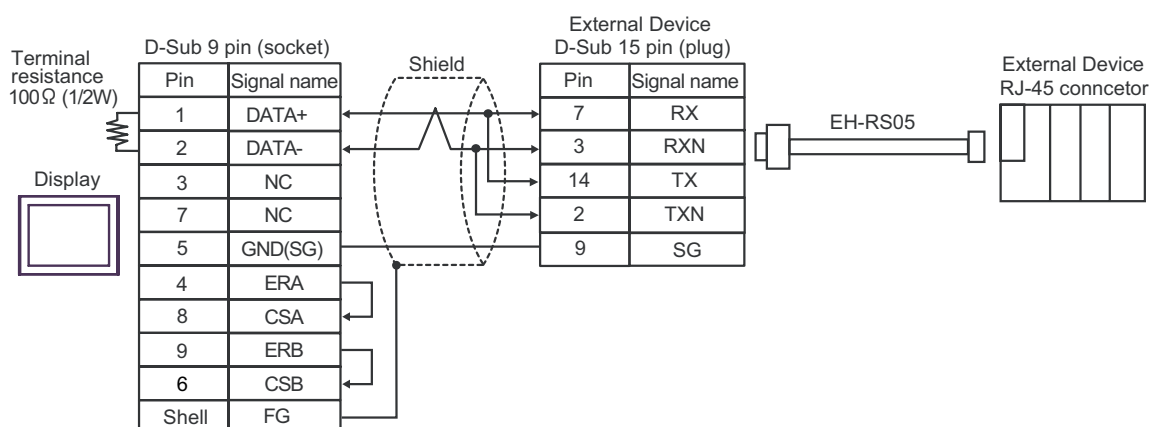 External Device
D-Sub 9 pin (socket)
D-Sub 15 pin (plug)
Terminal
resistance
100Ω (1/2W)
Shield
External Device
RJ-45 conncetor
Pin Signal name
1 DATA+
2 DATA-
3 NC
7 NC
5 GND(SG)
4 ERA
8 CSA
9 ERB
6 CSB
Shell FG
Pin Signal name
7 RX
3 RXN
14 TX
2 TXN
9 SG
EH-RS05
Display